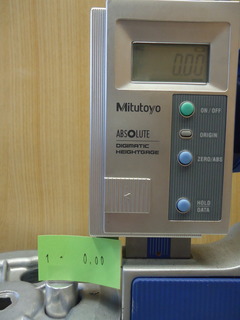 0.00
Mitutoyo
ON / OFF
ABSOLUTE
ORIGIN
DIGIMATIC
HEIGHTGAGE
ZERO/ABS
HOLD
DATA
1 - 0.00